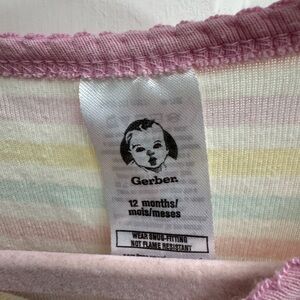 Gerber.
12 months/
mois/meses
WEAR SNUG-FITTING
NOT FLAME RESISTANT